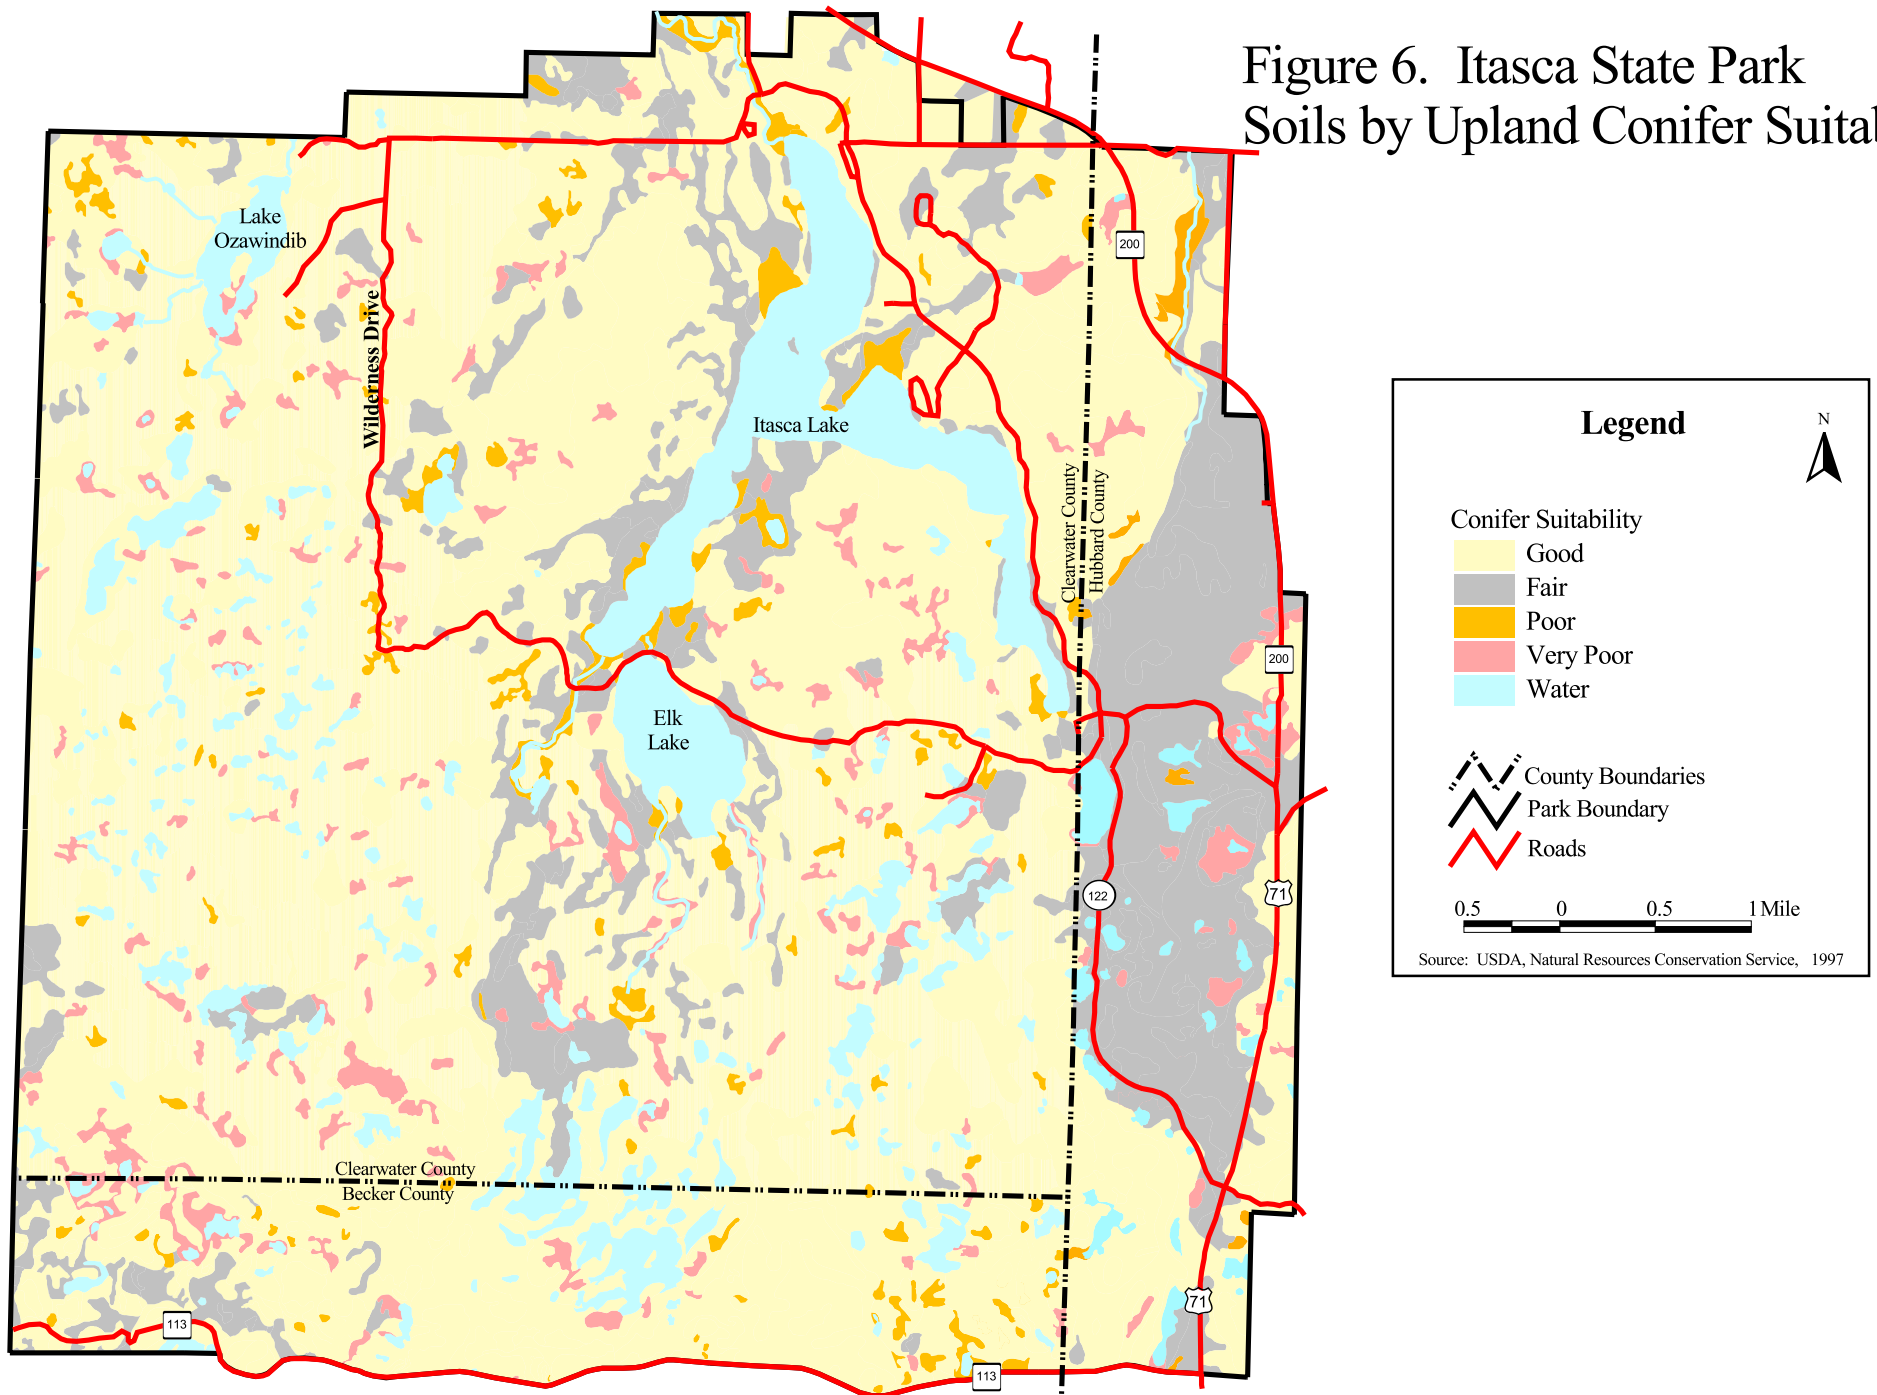 Figure 6. Itasca State Park
Soils by Upland Conifer Suital
Lake
Ozawindib
200
Wilderness Drive
Itasca Lake
Clearwater County
Hubbard County
200
Elk
Lake
122
71
Clearwater County
Becker County
71
113
113
Legend
N
Conifer Suitability
Good
Fair
Poor
Very Poor
Water
County Boundaries
Park Boundary
Roads
0.5 0 0.5 1 Mile
Source: USDA, Natural Resources Conservation Service, 1997